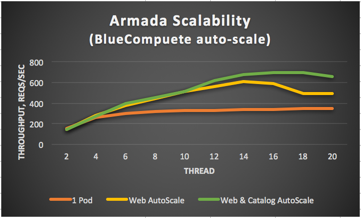 Armada Scalability
(BlueCompuete auto-scale)
THROUGHPUT, REQS/SEC
800
600
400
200
0
2 4 6 8 10 12 14 16 18 20
THREAD
1 Pod Web AutoScale Web & Catalog AutoScale